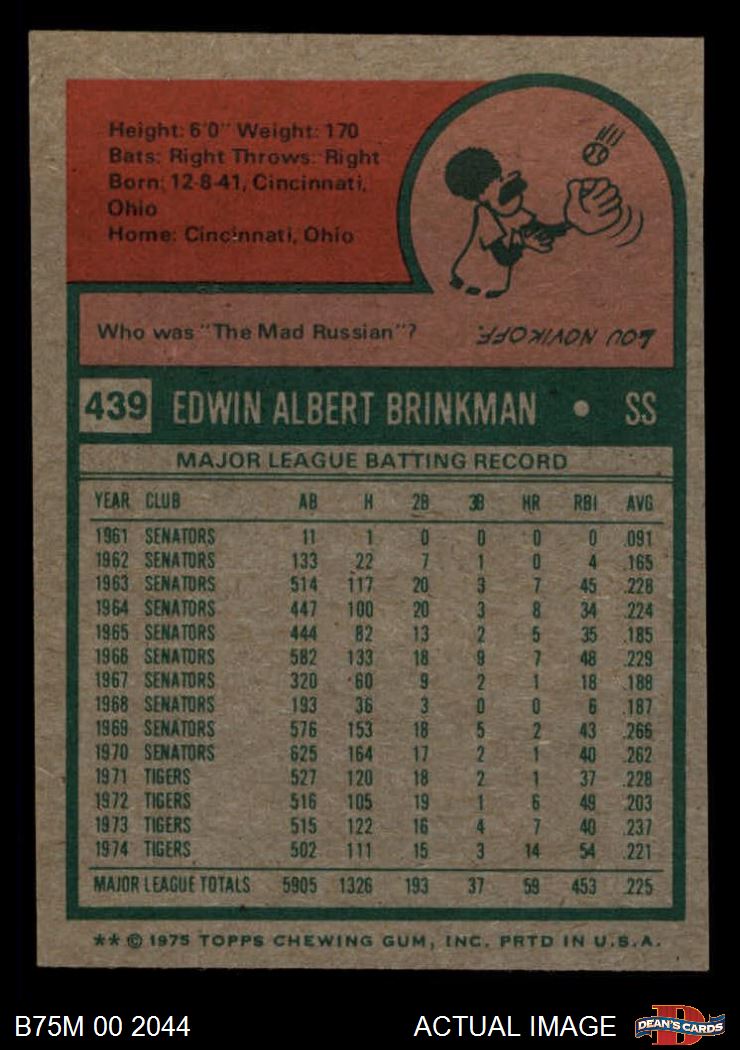 Height: 6'0" Weight: 170
Bats: Right Throws: Right
Born: 12-8-41, Cincinnati,
Ohio
Home: Cincinnati, Ohio
Who was "The Mad Russian"?
LOU NOVIKOFF.
439 EDWIN ALBERT BRINKMAN • SS
MAJOR LEAGUE BATTING RECORD
YEAR CLUB AB H 2B 3B HR RBI AVG
1961 SENATORS 11 1 0 0 0 0 .091
1962 SENATORS 133 22 7 1 0 4 .165
1963 SENATORS 514 117 20 3 7 45 .228
1964 SENATORS 447 100 20 3 8 34 .224
1965 SENATORS 444 82 13 2 5 35 .185
1966 SENATORS 582 133 18 9 7 48 .229
1967 SENATORS 320 60 9 2 1 18 .188
1968 SENATORS 193 36 3 0 0 6 .187
1969 SENATORS 576 153 18 5 2 43 .266
1970 SENATORS 625 164 17 2 1 40 .262
1971 TIGERS 527 120 18 2 1 37 .228
1972 TIGERS 516 105 19 1 6 49 .203
1973 TIGERS 515 122 16 4 7 40 .237
1974 TIGERS 502 111 15 3 14 54 .221
MAJOR LEAGUE TOTALS 5905 1326 193 37 59 453 .225
** © 1975 TOPPS CHEWING GUM, INC. PRTD IN U.S.A.
B75M 00 2044 ACTUAL IMAGE
DEAN'S CARDS